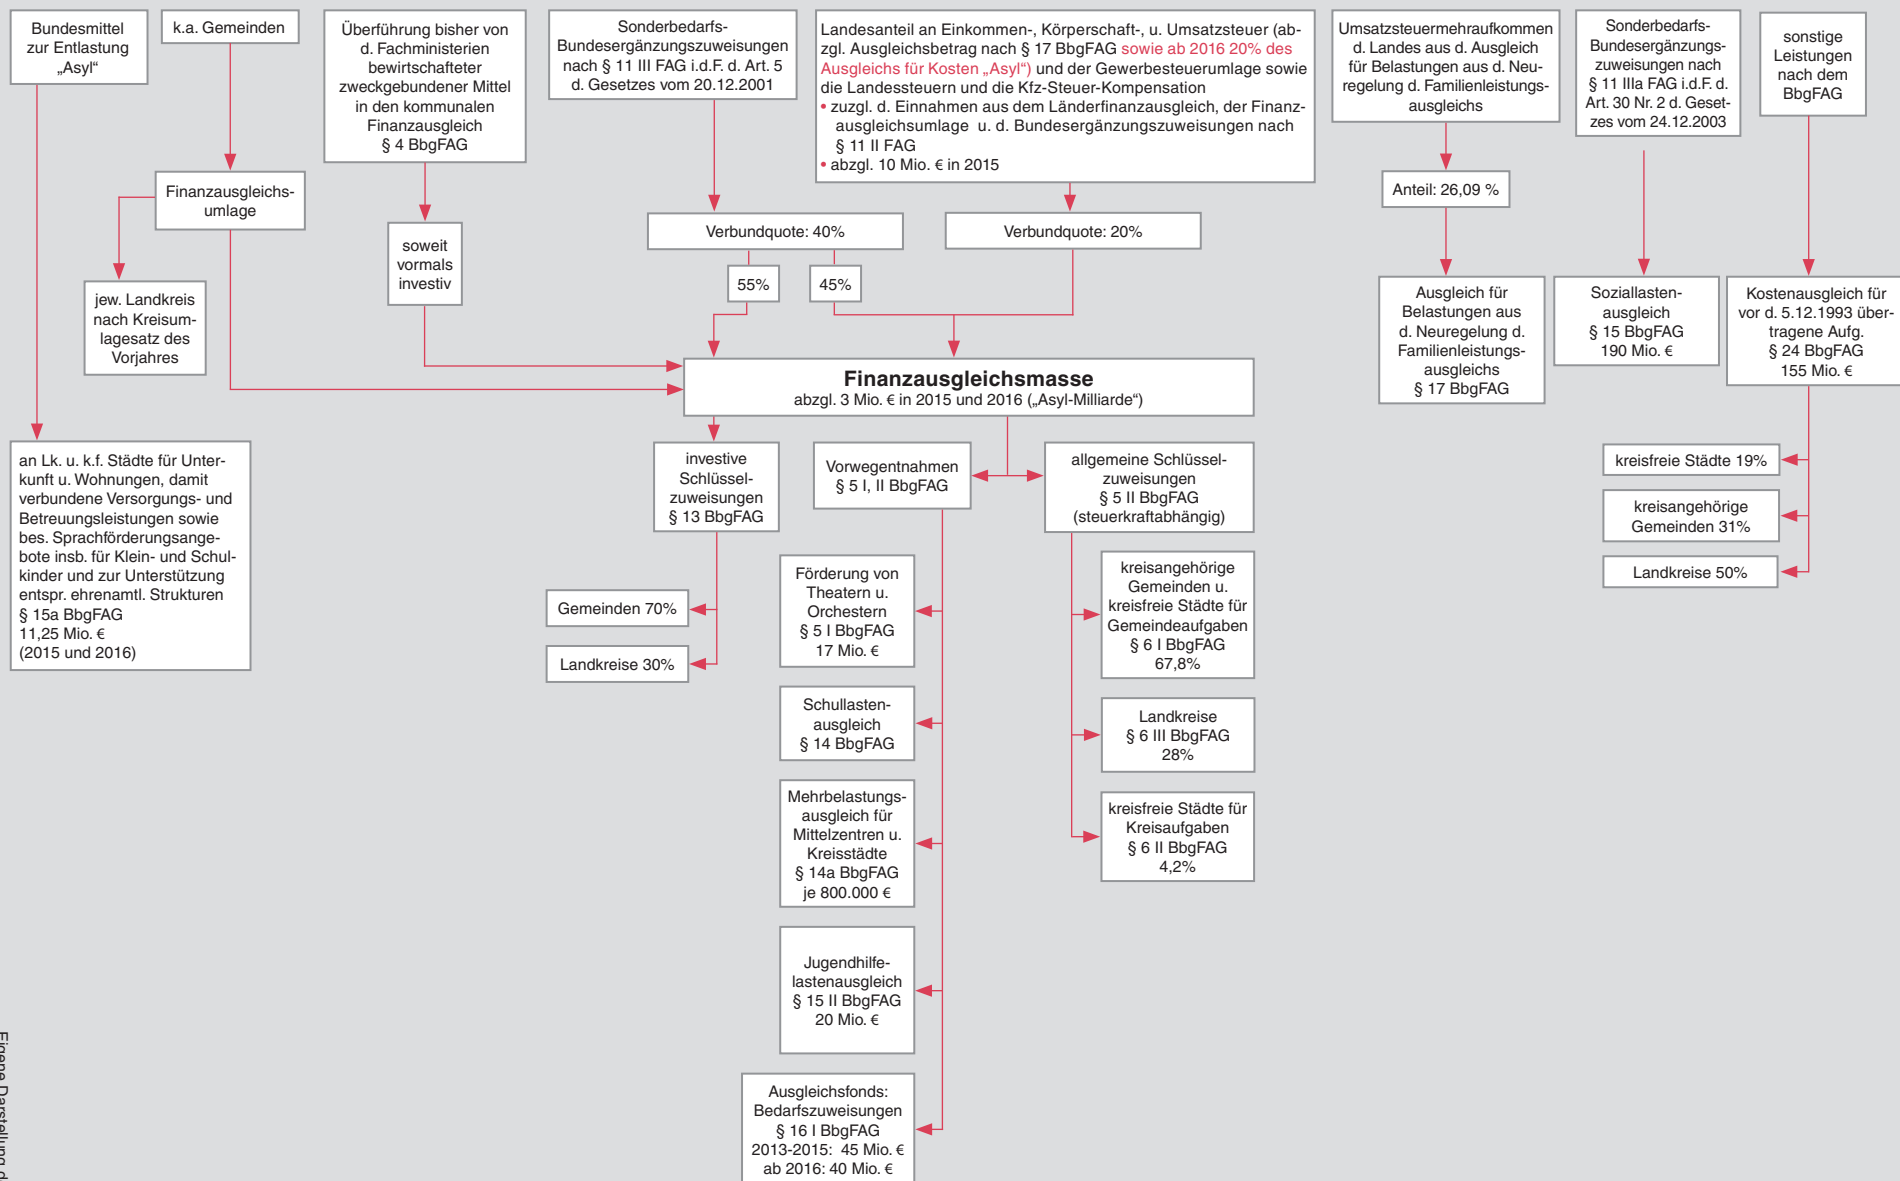 Bundesmittel
zur Entlastung
„Asyl“
k.a. Gemeinden
Überführung bisher von
d. Fachministerien
bewirtschafteter
zweckgebundener Mittel
in den kommunalen
Finanzausgleich
§ 4 BbgFAG
Sonderbedarfs-
Bundesergänzungszuweisungen
nach § 11 III FAG i.d.F. d. Art. 5
d. Gesetzes vom 20.12.2001
Landesanteil an Einkommen-, Körperschaft-, u. Umsatzsteuer (ab-
zgl. Ausgleichsbetrag nach § 17 BbgFAG sowie ab 2016 20% des
Ausgleichs für Kosten „Asyl“) und der Gewerbesteuerumlage sowie
die Landessteuern und die Kfz-Steuer-Kompensation
• zuzgl. d. Einnahmen aus dem Länderfinanzausgleich, der Finanz-
ausgleichsumlage u. d. Bundesergänzungszuweisungen nach
§ 11 II FAG
• abzgl. 10 Mio. € in 2015
Umsatzsteuermehraufkommen
d. Landes aus d. Ausgleich
für Belastungen aus d. Neu-
regelung d. Familienleistungs-
ausgleichs
Sonderbedarfs-
Bundesergänzungs-
zuweisungen nach
§ 11 IIIa FAG i.d.F. d.
Art. 30 Nr. 2 d. Geset-
zes vom 24.12.2003
sonstige
Leistungen
nach dem
BbgFAG
Finanzausgleichs-
umlage
Anteil: 26,09 %
soweit
vormals
investiv
Verbundquote: 40%
Verbundquote: 20%
55%
45%
jew. Landkreis
nach Kreisum-
lagesatz des
Vorjahres
Ausgleich für
Belastungen aus
d. Neuregelung d.
Familienleistungs-
ausgleichs
§ 17 BbgFAG
Soziallasten-
ausgleich
§ 15 BbgFAG
190 Mio. €
Kostenausgleich für
vor d. 5.12.1993 über-
tragene Aufg.
§ 24 BbgFAG
155 Mio. €
Finanzausgleichsmasse
abzgl. 3 Mio. € in 2015 und 2016 („Asyl-Milliarde“)
an Lk. u. k.f. Städte für Unter-
kunft u. Wohnungen, damit
verbundene Versorgungs- und
Betreuungsleistungen sowie
bes. Sprachförderungsange-
bote insb. für Klein- und Schul-
kinder und zur Unterstützung
entspr. ehrenamtl. Strukturen
§ 15a BbgFAG
11,25 Mio. €
(2015 und 2016)
investive
Schlüssel-
zuweisungen
§ 13 BbgFAG
Vorwegentnahmen
§ 5 I, II BbgFAG
allgemeine Schlüssel-
zuweisungen
§ 5 II BbgFAG
(steuerkraftabhängig)
kreisfreie Städte 19%
kreisangehörige
Gemeinden 31%
Landkreise 50%
Gemeinden 70%
Landkreise 30%
Förderung von
Theatern u.
Orchestern
§ 5 I BbgFAG
17 Mio. €
kreisangehörige
Gemeinden u.
kreisfreie Städte für
Gemeindeaufgaben
§ 6 I BbgFAG
67,8%
Schullasten-
ausgleich
§ 14 BbgFAG
Landkreise
§ 6 III BbgFAG
28%
Mehrbelastungs-
ausgleich für
Mittelzentren u.
Kreisstädte
§ 14a BbgFAG
je 800.000 €
kreisfreie Städte für
Kreisaufgaben
§ 6 II BbgFAG
4,2%
Jugendhilfe-
lastenausgleich
§ 15 II BbgFAG
20 Mio. €
Ausgleichsfonds:
Bedarfszuweisungen
§ 16 I BbgFAG
2013-2015: 45 Mio. €
ab 2016: 40 Mio. €
Eigene Darstellung